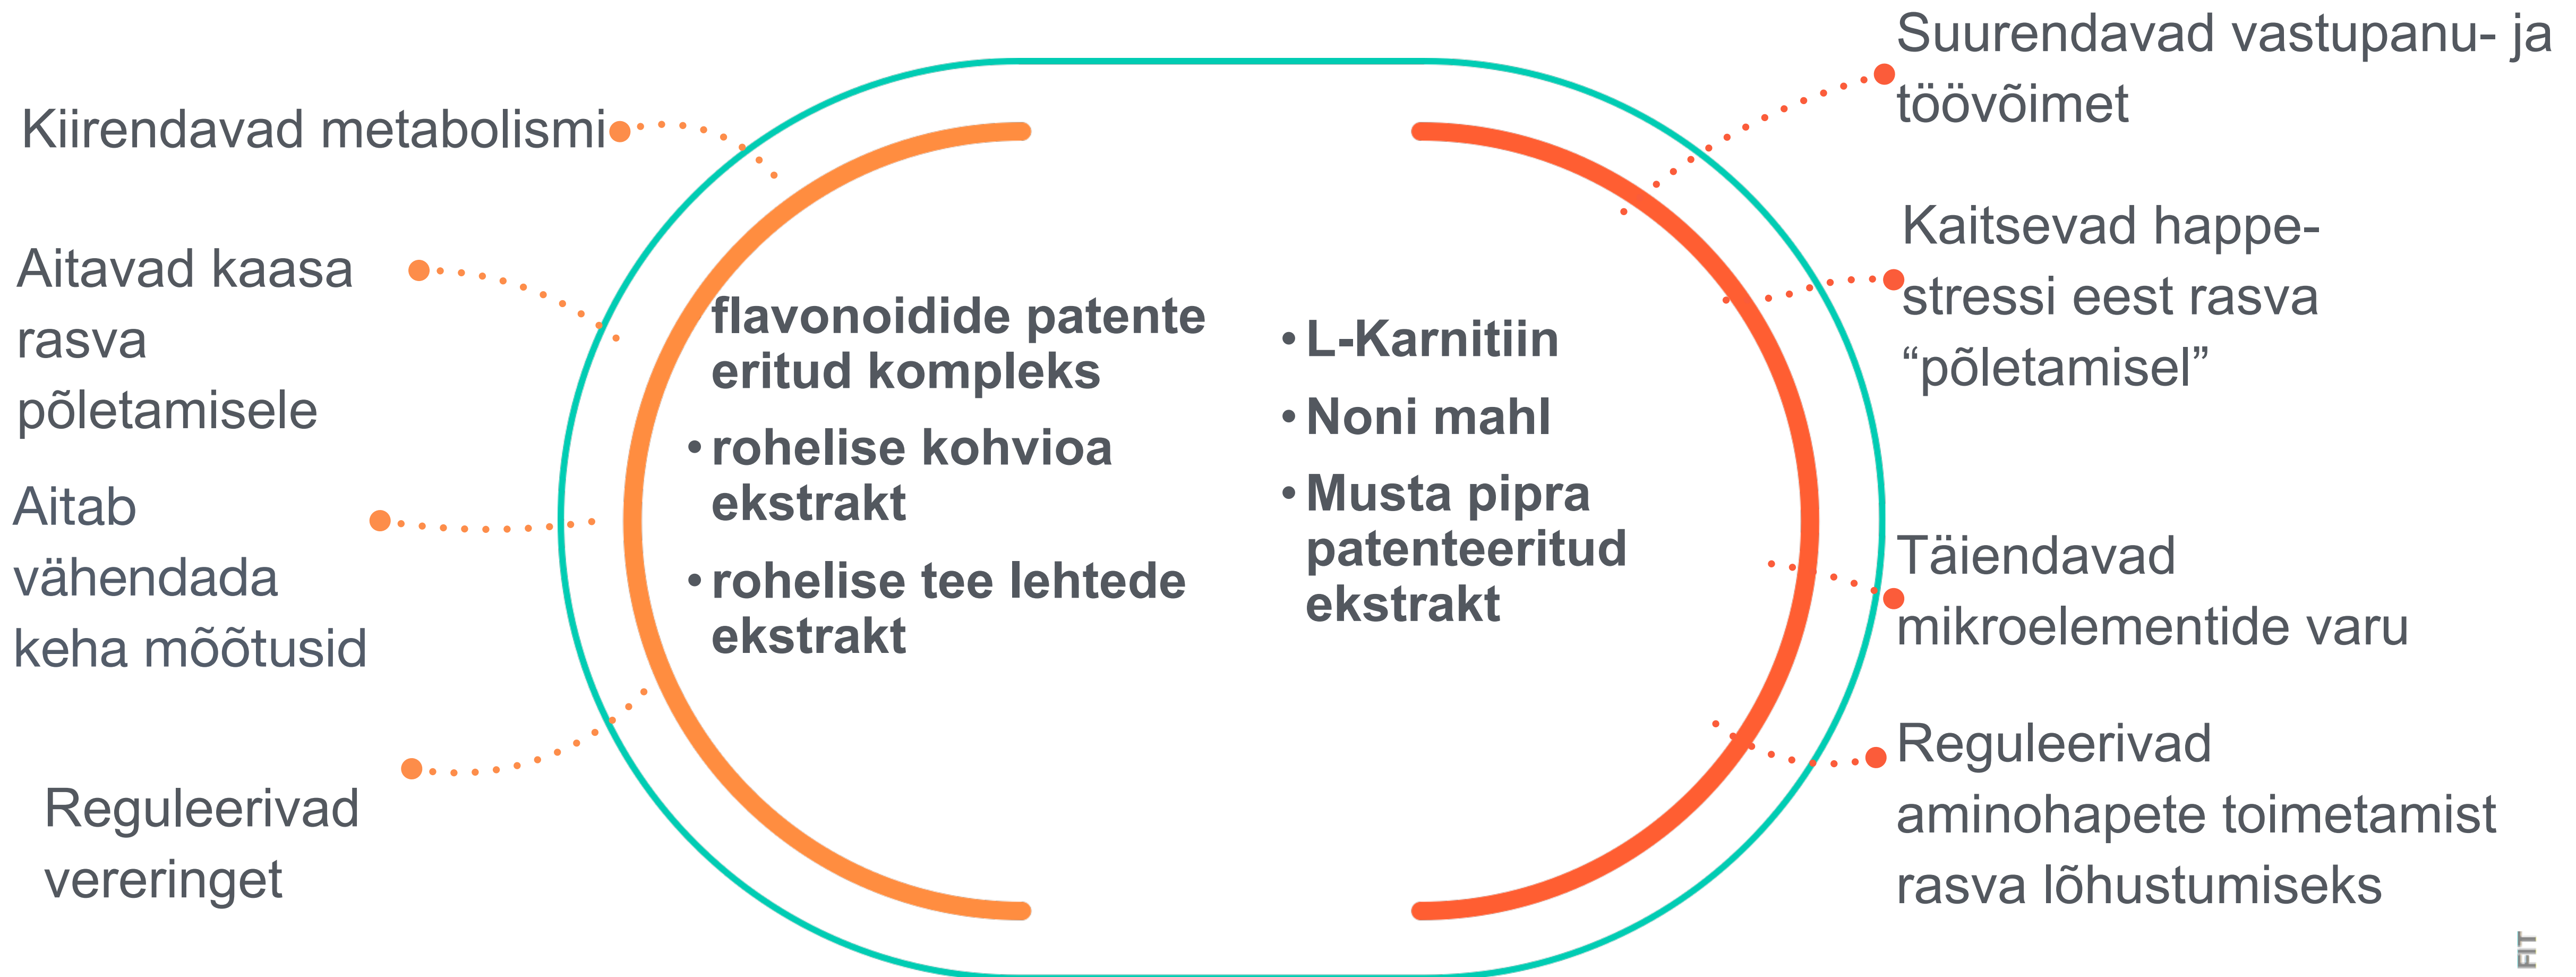 Kiirendavad metabolismi
Aitavad kaasa
rasva
põletamisele
Aitab
vähendada
keha mõõtusid
Reguleerivad
vereringet
flavonoidide patente
eritud kompleks
• rohelise kohvioa
ekstrakt
• rohelise tee lehtede
ekstrakt
• L-Karnitiin
• Noni mahl
• Musta pipra
patenteeritud
ekstrakt
Suurendavad vastupanu- ja
töövõimet
Kaitsevad happe-
stressi eest rasva
“põletamisel”
Täiendavad
mikroelementide varu
Reguleerivad
aminohapete toimetamist
rasva lõhustumiseks
FIT